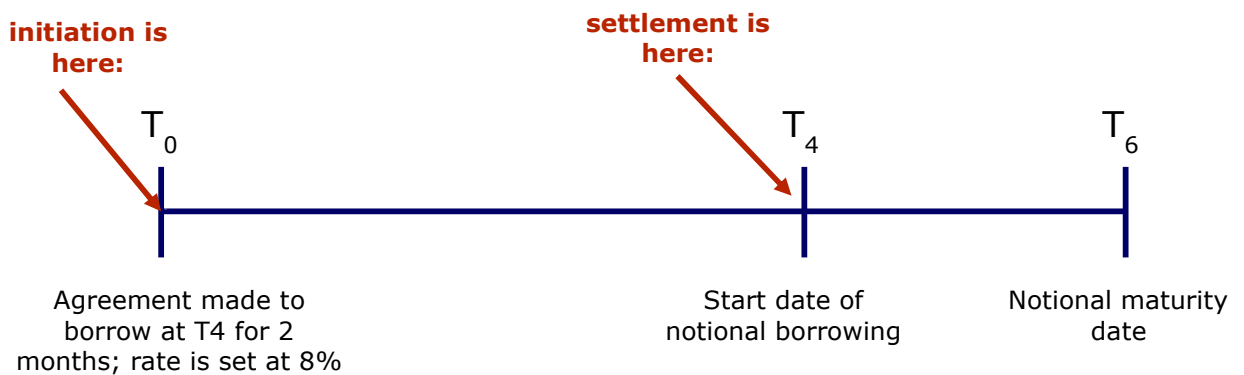 initiation is
here:
settlement is
here:
T0
T4
T6
Agreement made to
borrow at T4 for 2
months; rate is set at 8%
Start date of
notional borrowing
Notional maturity
date